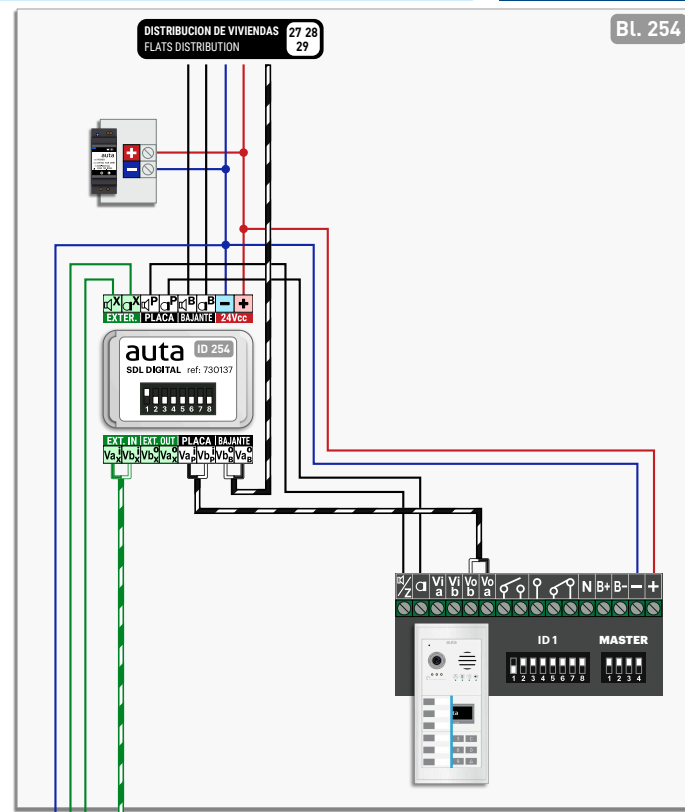 Bl. 254
DISTRIBUCION DE VIVIENDAS 27 28
FLATS DISTRIBUTION 29
auta
+
-
X X P P B B - +
EXTER. PLACA BAJANTE 24Vcc
auta ID 254
SDL DIGITAL ref: 730137
1 2 3 4 5 6 7 8
EXT. IN EXT. OUT PLACA BAJANTE
Va i X Vb i X Vb o X Va o X Va i P Vb i P Vb o B Va o B
Z Vi a Vi b Vo b Vo a N B+ B- - +
ID 1 MASTER
1 2 3 4 5 6 7 8 1 2 3 4